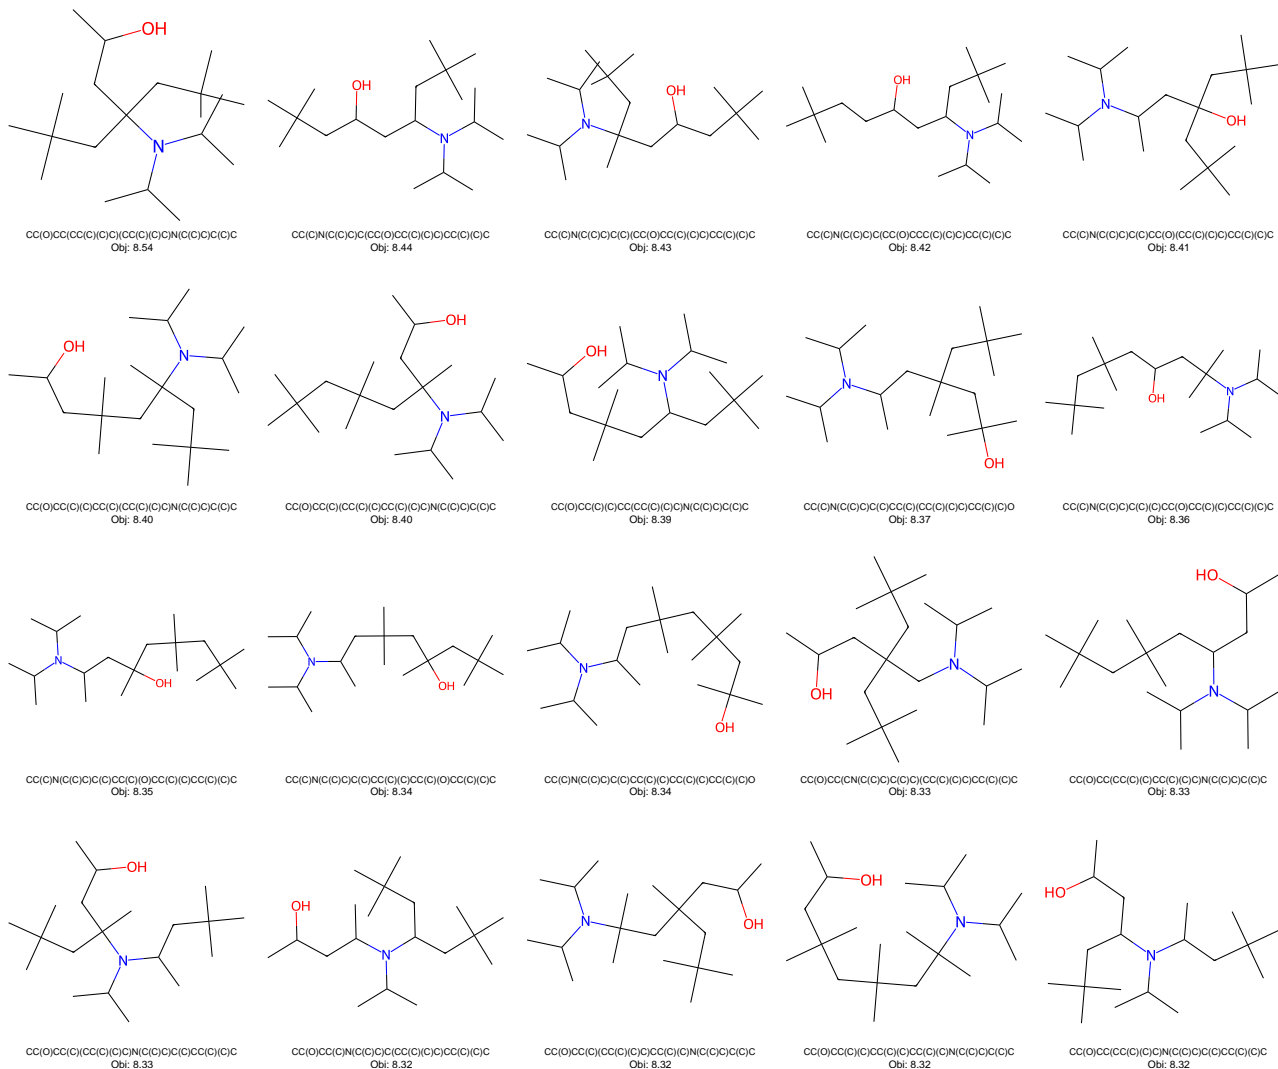 OH
N
CC(O)CC(CC(C)(C)C)(CC(C)(C)C)N(C(C)C)C(C)C
Obj: 8.54
OH
N
CC(C)N(C(C)C)C(CC(O)CC(C)(C)C)CC(C)(C)C
Obj: 8.44
OH
N
CC(C)N(C(C)C)C(C)(CC(O)CC(C)(C)C)CC(C)(C)C
Obj: 8.43
OH
N
CC(C)N(C(C)C)C(CC(O)CCC(C)(C)C)CC(C)(C)C
Obj: 8.42
N
OH
CC(C)N(C(C)C)C(C)CC(O)(CC(C)(C)C)CC(C)(C)C
Obj: 8.41
OH
N
CC(O)CC(C)(C)CC(C)(CC(C)(C)C)N(C(C)C)C(C)C
Obj: 8.40
OH
N
CC(O)CC(C)(CC(C)(C)CC(C)(C)C)N(C(C)C)C(C)C
Obj: 8.40
OH
N
CC(O)CC(C)(C)CC(CC(C)(C)C)N(C(C)C)C(C)C
Obj: 8.39
N
OH
CC(C)N(C(C)C)C(C)CC(C)(CC(C)(C)C)CC(C)(C)O
Obj: 8.37
OH
N
CC(C)N(C(C)C)C(C)(C)CC(O)CC(C)(C)CC(C)(C)C
Obj: 8.36
N
OH
CC(C)N(C(C)C)C(C)CC(C)(O)CC(C)(C)CC(C)(C)C
Obj: 8.35
N
OH
CC(C)N(C(C)C)C(C)CC(C)(C)CC(C)(O)CC(C)(C)C
Obj: 8.34
N
OH
CC(C)N(C(C)C)C(C)CC(C)(C)CC(C)(C)CC(C)(C)O
Obj: 8.34
OH
N
CC(O)CC(CN(C(C)C)C(C)C)(CC(C)(C)C)CC(C)(C)C
Obj: 8.33
HO
N
CC(O)CC(CC(C)(C)CC(C)(C)C)N(C(C)C)C(C)C
Obj: 8.33
OH
N
CC(O)CC(C)(CC(C)(C)C)N(C(C)C)C(C)CC(C)(C)C
Obj: 8.33
OH
N
CC(O)CC(C)N(C(C)C)C(CC(C)(C)C)CC(C)(C)C
Obj: 8.32
N
OH
CC(O)CC(C)(CC(C)(C)C)CC(C)(C)N(C(C)C)C(C)C
Obj: 8.32
OH
N
CC(O)CC(C)(C)CC(C)(C)CC(C)(C)N(C(C)C)C(C)C
Obj: 8.32
HO
N
CC(O)CC(CC(C)(C)C)N(C(C)C)C(C)CC(C)(C)C
Obj: 8.32